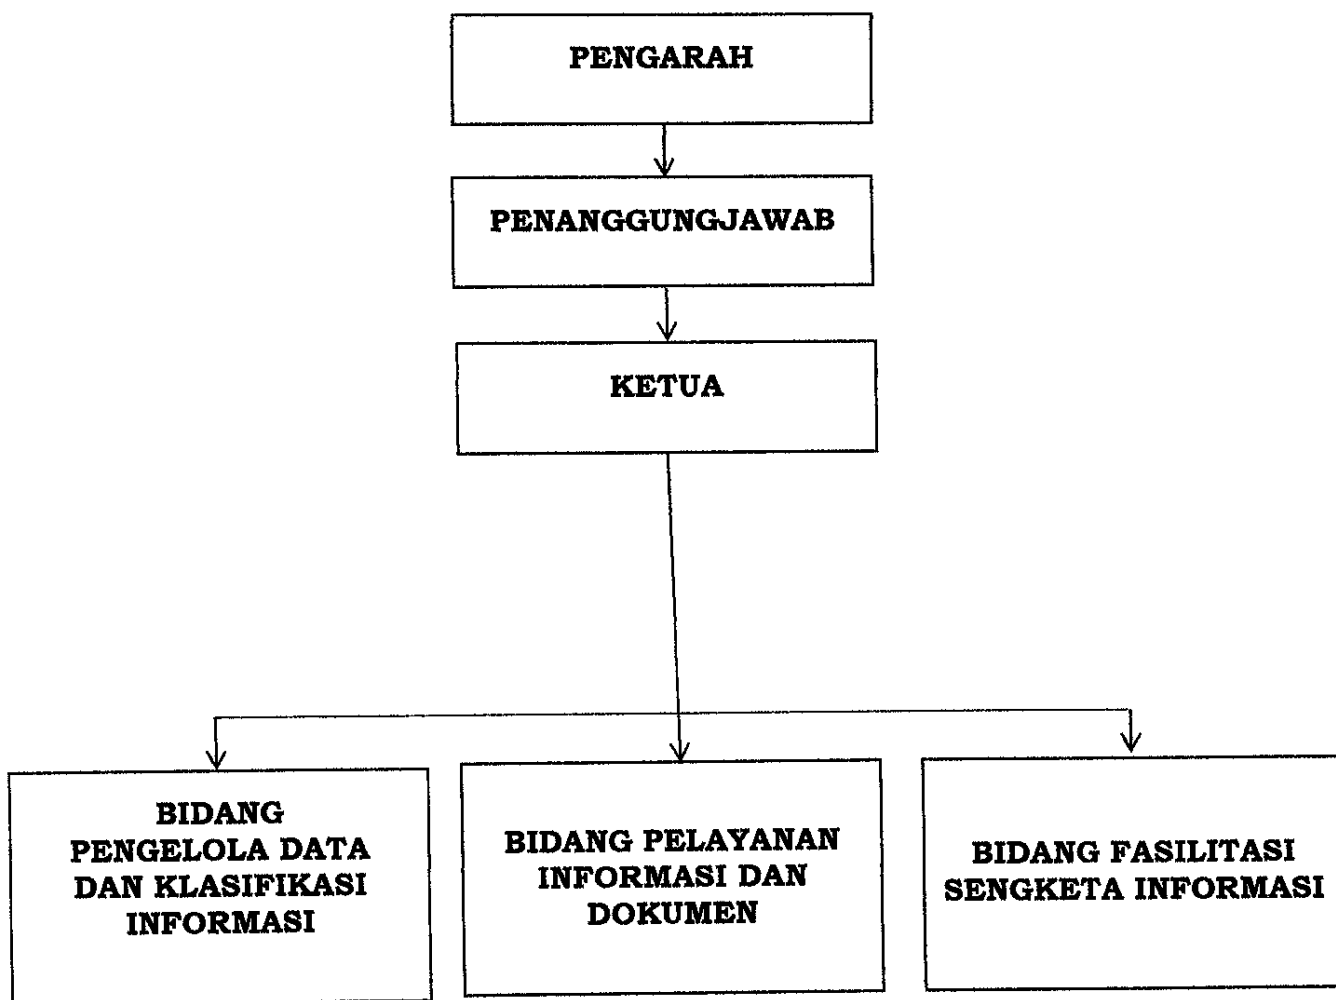 PENGARAH
PENANGGUNGJAWAB
KETUA
BIDANG
PENGELOLA DATA
DAN KLASIFIKASI
INFORMASI
BIDANG PELAYANAN
INFORMASI DAN
DOKUMEN
BIDANG FASILITASI
SENGKETA INFORMASI